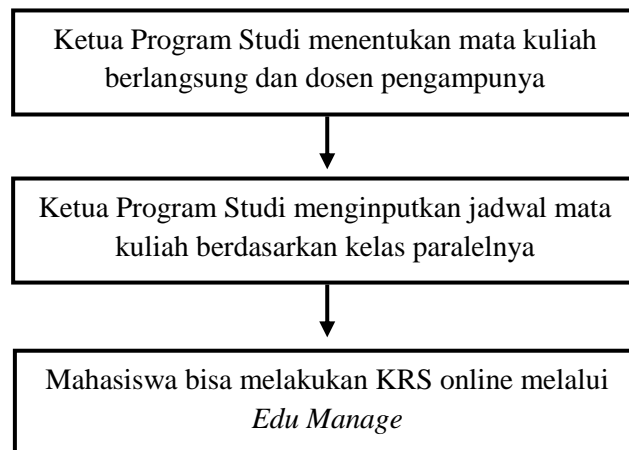 Ketua Program Studi menentukan mata kuliah
berlangsung dan dosen pengampunya
Ketua Program Studi menginputkan jadwal mata
kuliah berdasarkan kelas paralelnya
Mahasiswa bisa melakukan KRS online melalui
Edu Manage